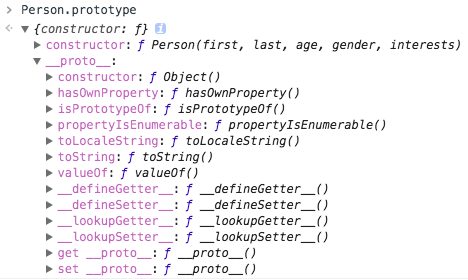 Person.prototype
{constructor: ƒ} i
constructor: ƒ Person(first, last, age, gender, interests)
__proto__:
constructor: ƒ Object()
hasOwnProperty: ƒ hasOwnProperty()
isPrototypeOf: ƒ isPrototypeOf()
propertyIsEnumerable: ƒ propertyIsEnumerable()
toLocaleString: ƒ toLocaleString()
toString: ƒ toString()
valueOf: ƒ valueOf()
__defineGetter__: ƒ __defineGetter__()
__defineSetter__: ƒ __defineSetter__()
__lookupGetter__: ƒ __lookupGetter__()
__lookupSetter__: ƒ __lookupSetter__()
get __proto__: ƒ __proto__()
set __proto__: ƒ __proto__()